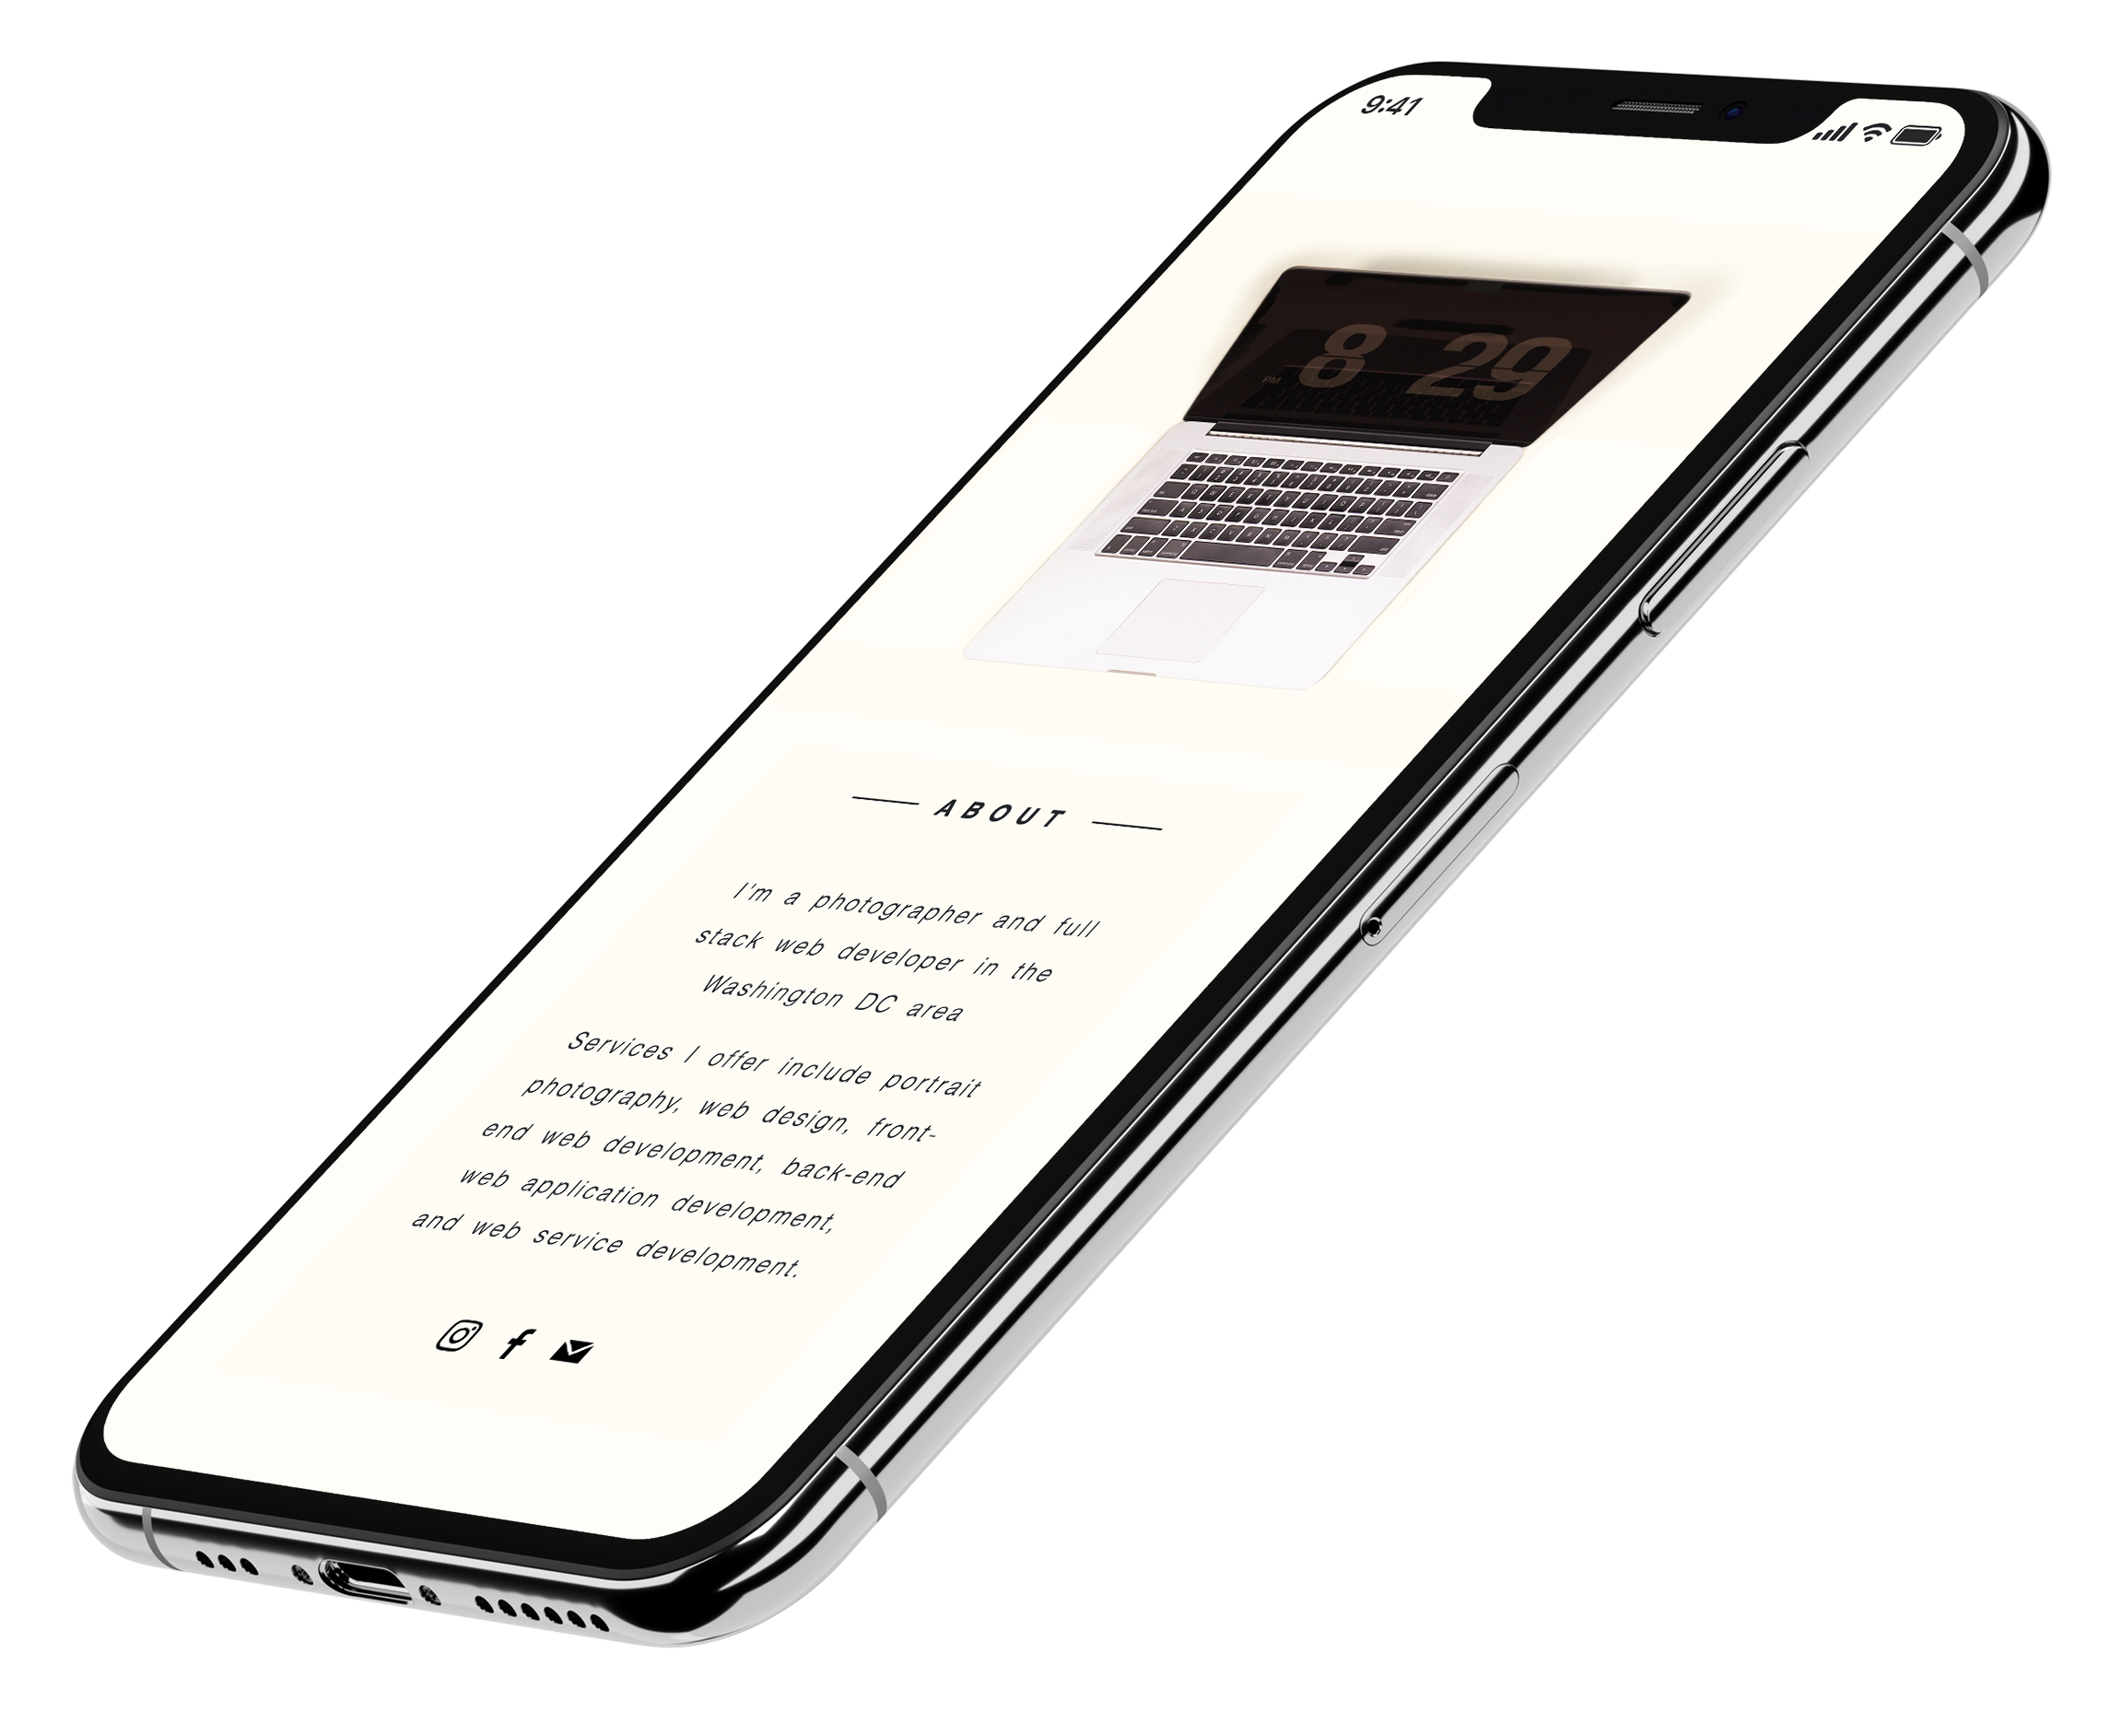 9:41
8 29
PM
ABOUT
I'm a photographer and full
stack web developer in the
Washington DC area
Services I offer include portrait
photography, web design, front-
end web development, back-end
web application development,
and web service development.